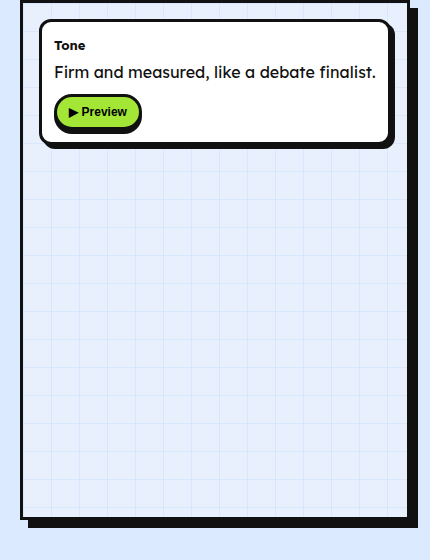 Tone
Firm and measured, like a debate finalist.
▶ Preview